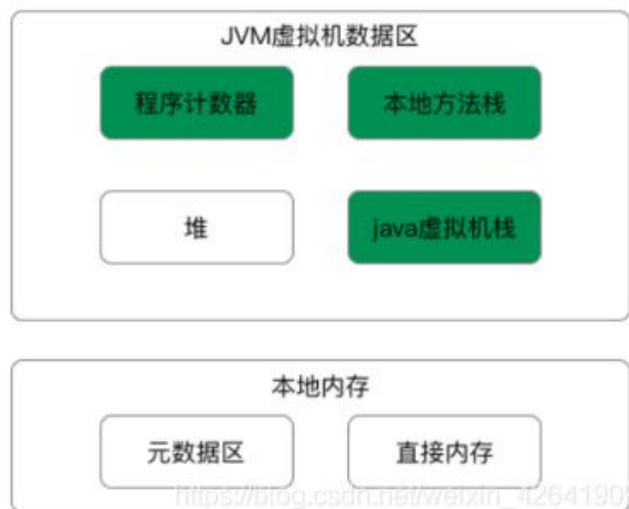 JVM虚拟机数据区
程序计数器
本地方法栈
堆
java虚拟机栈
本地内存
元数据区
直接内存
https://blog.csdn.net/weixin_4264190